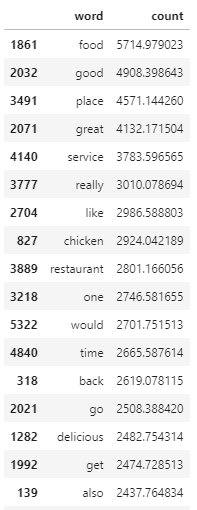 word count
1861 food 5714.979023
2032 good 4908.398643
3491 place 4571.144260
2071 great 4132.171504
4140 service 3783.596565
3777 really 3010.078694
2704 like 2986.588803
827 chicken 2924.042189
3889 restaurant 2801.166056
3218 one 2746.581655
5322 would 2701.751513
4840 time 2665.587614
318 back 2619.078115
2021 go 2508.388420
1282 delicious 2482.754314
1992 get 2474.728513
139 also 2437.764834